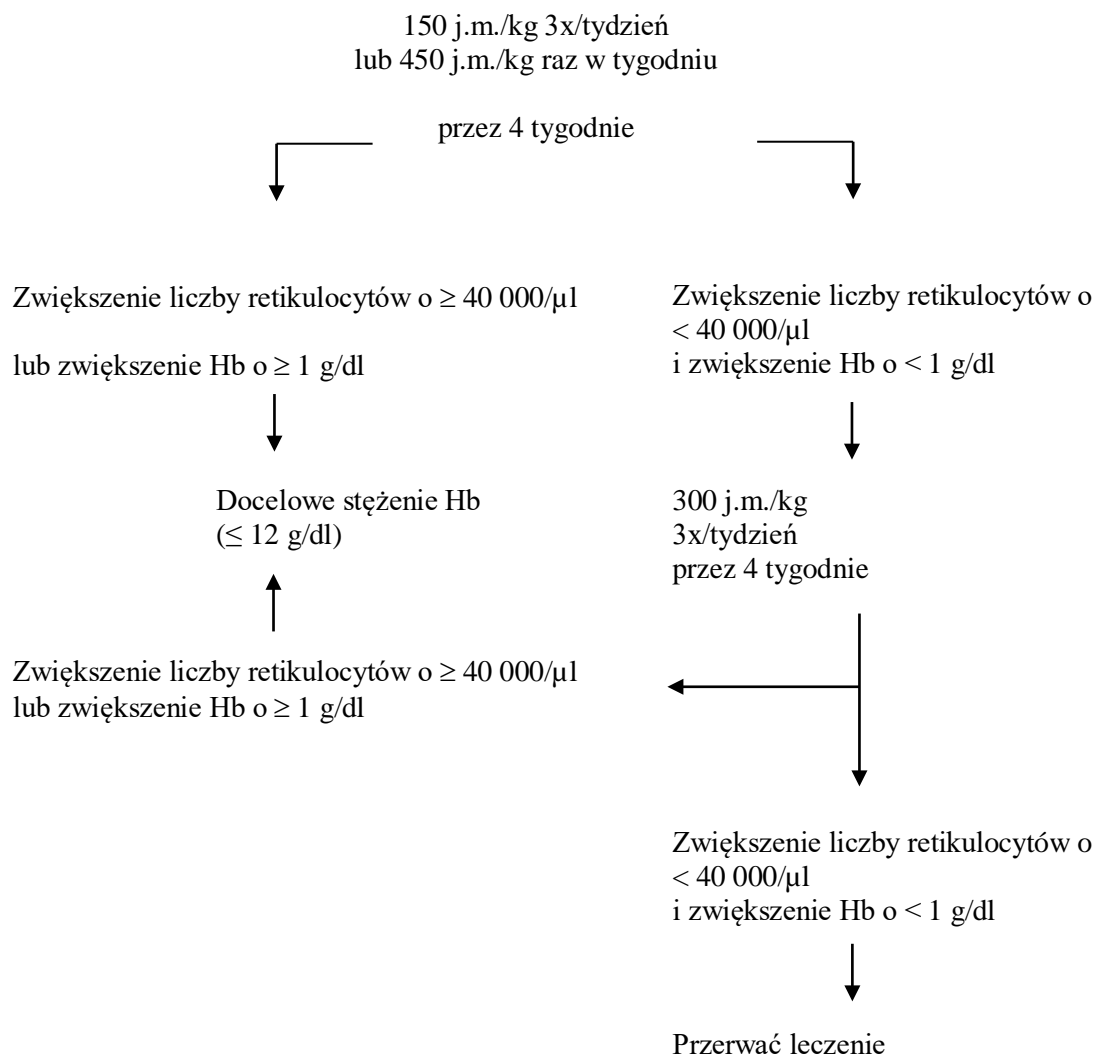 150 j.m./kg 3x/tydzień
lub 450 j.m./kg raz w tygodniu
przez 4 tygodnie
Zwiększenie liczby retikulocytów o ≥ 40 000/µl
lub zwiększenie Hb o ≥ 1 g/dl
Zwiększenie liczby retikulocytów o
< 40 000/µl
i zwiększenie Hb o < 1 g/dl
Docelowe stężenie Hb
(≤ 12 g/dl)
300 j.m./kg
3x/tydzień
przez 4 tygodnie
Zwiększenie liczby retikulocytów o ≥ 40 000/µl
lub zwiększenie Hb o ≥ 1 g/dl
Zwiększenie liczby retikulocytów o
< 40 000/µl
i zwiększenie Hb o < 1 g/dl
Przerwać leczenie